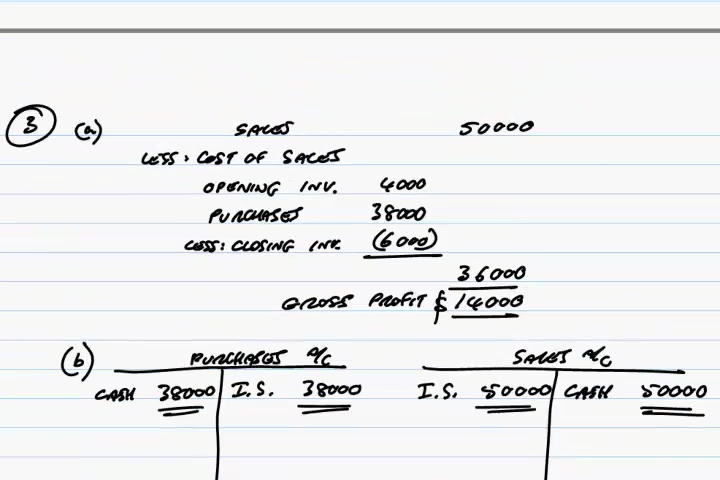 3 (a) SALES 50000
LESS: COST OF SALES
OPENING INV. 4000
PURCHASES 38000
LESS: CLOSING INV. (6000)
36000
GROSS PROFIT $14000
(b) PURCHASES A/C SALES A/C
CASH 38000 I.S. 38000 I.S. 50000 CASH 50000